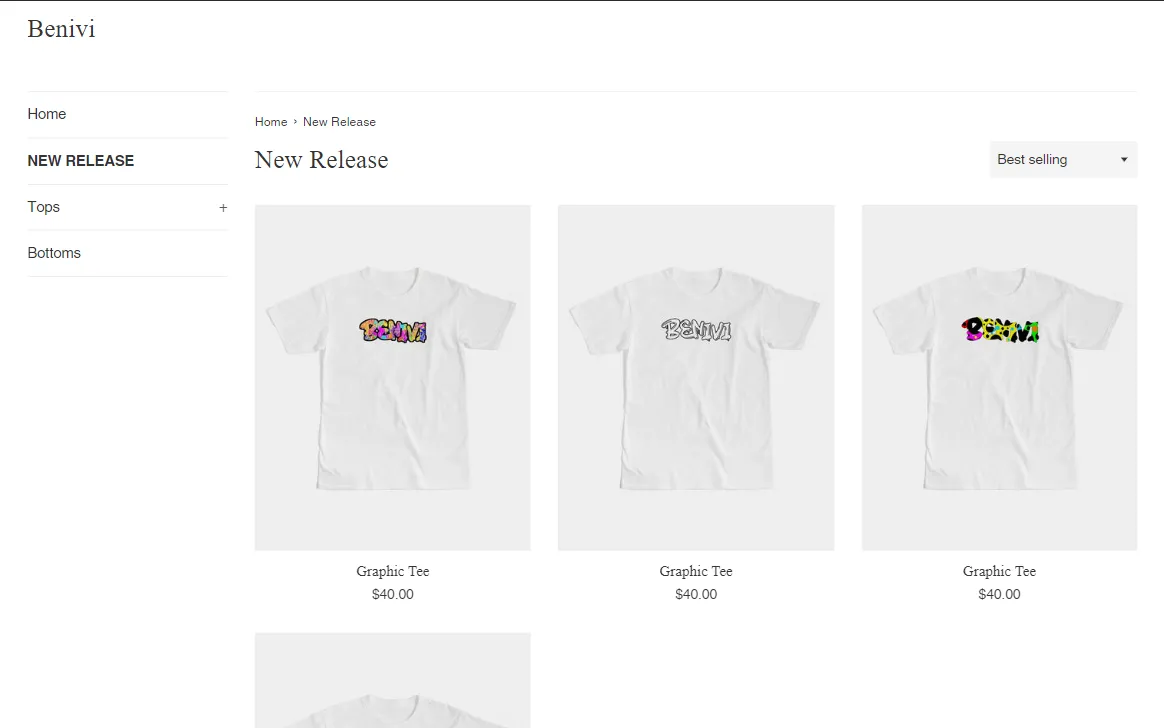 Benivi
Home
NEW RELEASE
Tops +
Bottoms
Home › New Release
New Release
Best selling
BENIVI
BENIVI
BENIVI
Graphic Tee
$40.00
Graphic Tee
$40.00
Graphic Tee
$40.00